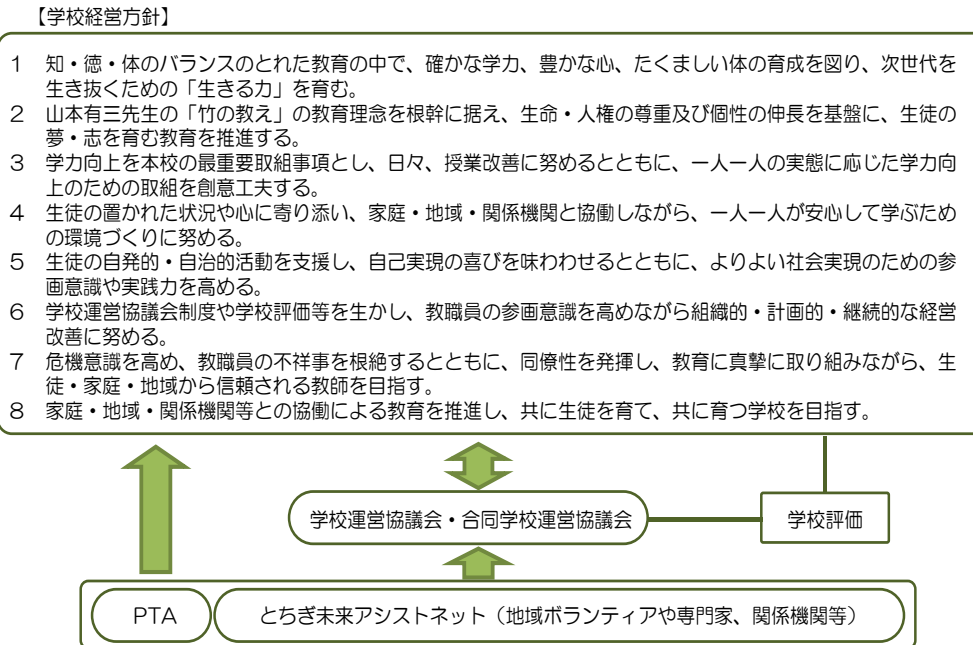 【学校経営方針】
1 知・徳・体のバランスのとれた教育の中で、確かな学力、豊かな心、たくましい体の育成を図り、次世代を
生き抜くための「生きる力」を育む。
2 山本有三先生の「竹の教え」の教育理念を根幹に据え、生命・人権の尊重及び個性の伸長を基盤に、生徒の
夢・志を育む教育を推進する。
3 学力向上を本校の最重要取組事項とし、日々、授業改善に努めるとともに、一人一人の実態に応じた学力向
上のための取組を創意工夫する。
4 生徒の置かれた状況や心に寄り添い、家庭・地域・関係機関と協働しながら、一人一人が安心して学ぶため
の環境づくりに努める。
5 生徒の自発的・自治的活動を支援し、自己実現の喜びを味わわせるとともに、よりよい社会実現のための参
画意識や実践力を高める。
6 学校運営協議会制度や学校評価等を生かし、教職員の参画意識を高めながら組織的・計画的・継続的な経営
改善に努める。
7 危機意識を高め、教職員の不祥事を根絶するとともに、同僚性を発揮し、教育に真摯に取り組みながら、生
徒・家庭・地域から信頼される教師を目指す。
8 家庭・地域・関係機関等との協働による教育を推進し、共に生徒を育て、共に育つ学校を目指す。
学校運営協議会・合同学校運営協議会
学校評価
PTA
とちぎ未来アシストネット（地域ボランティアや専門家、関係機関等）